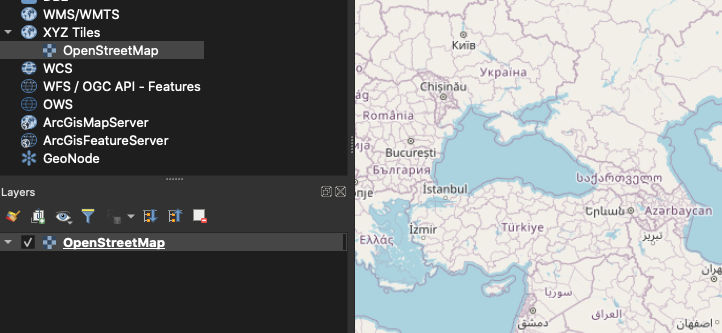 WMS/WMTS
XYZ Tiles
OpenStreetMap
WCS
WFS / OGC API - Features
OWS
ArcGisMapServer
ArcGisFeatureServer
GeoNode
Layers
OpenStreetMap
Київ
Україна
Chișinău
România
București
България
Istanbul
საქართველო
Türkiye
Երևան
Azərbaycan
Ελλάς
İzmir
تبریز
سوريا
دمشق
العراق
اصفهان